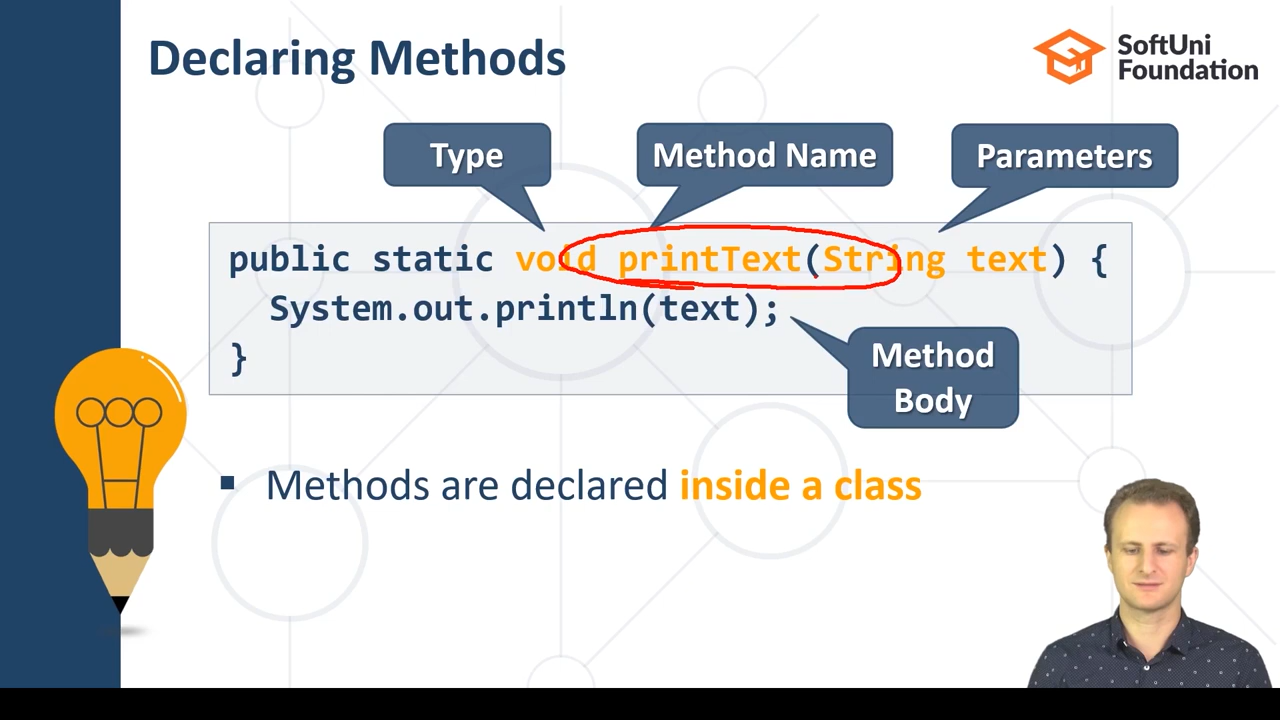 Declaring Methods
SoftUni
Foundation
Type
Method Name
Parameters
public static void printText(String text) {
System.out.println(text);
}
Method
Body
▪ Methods are declared inside a class